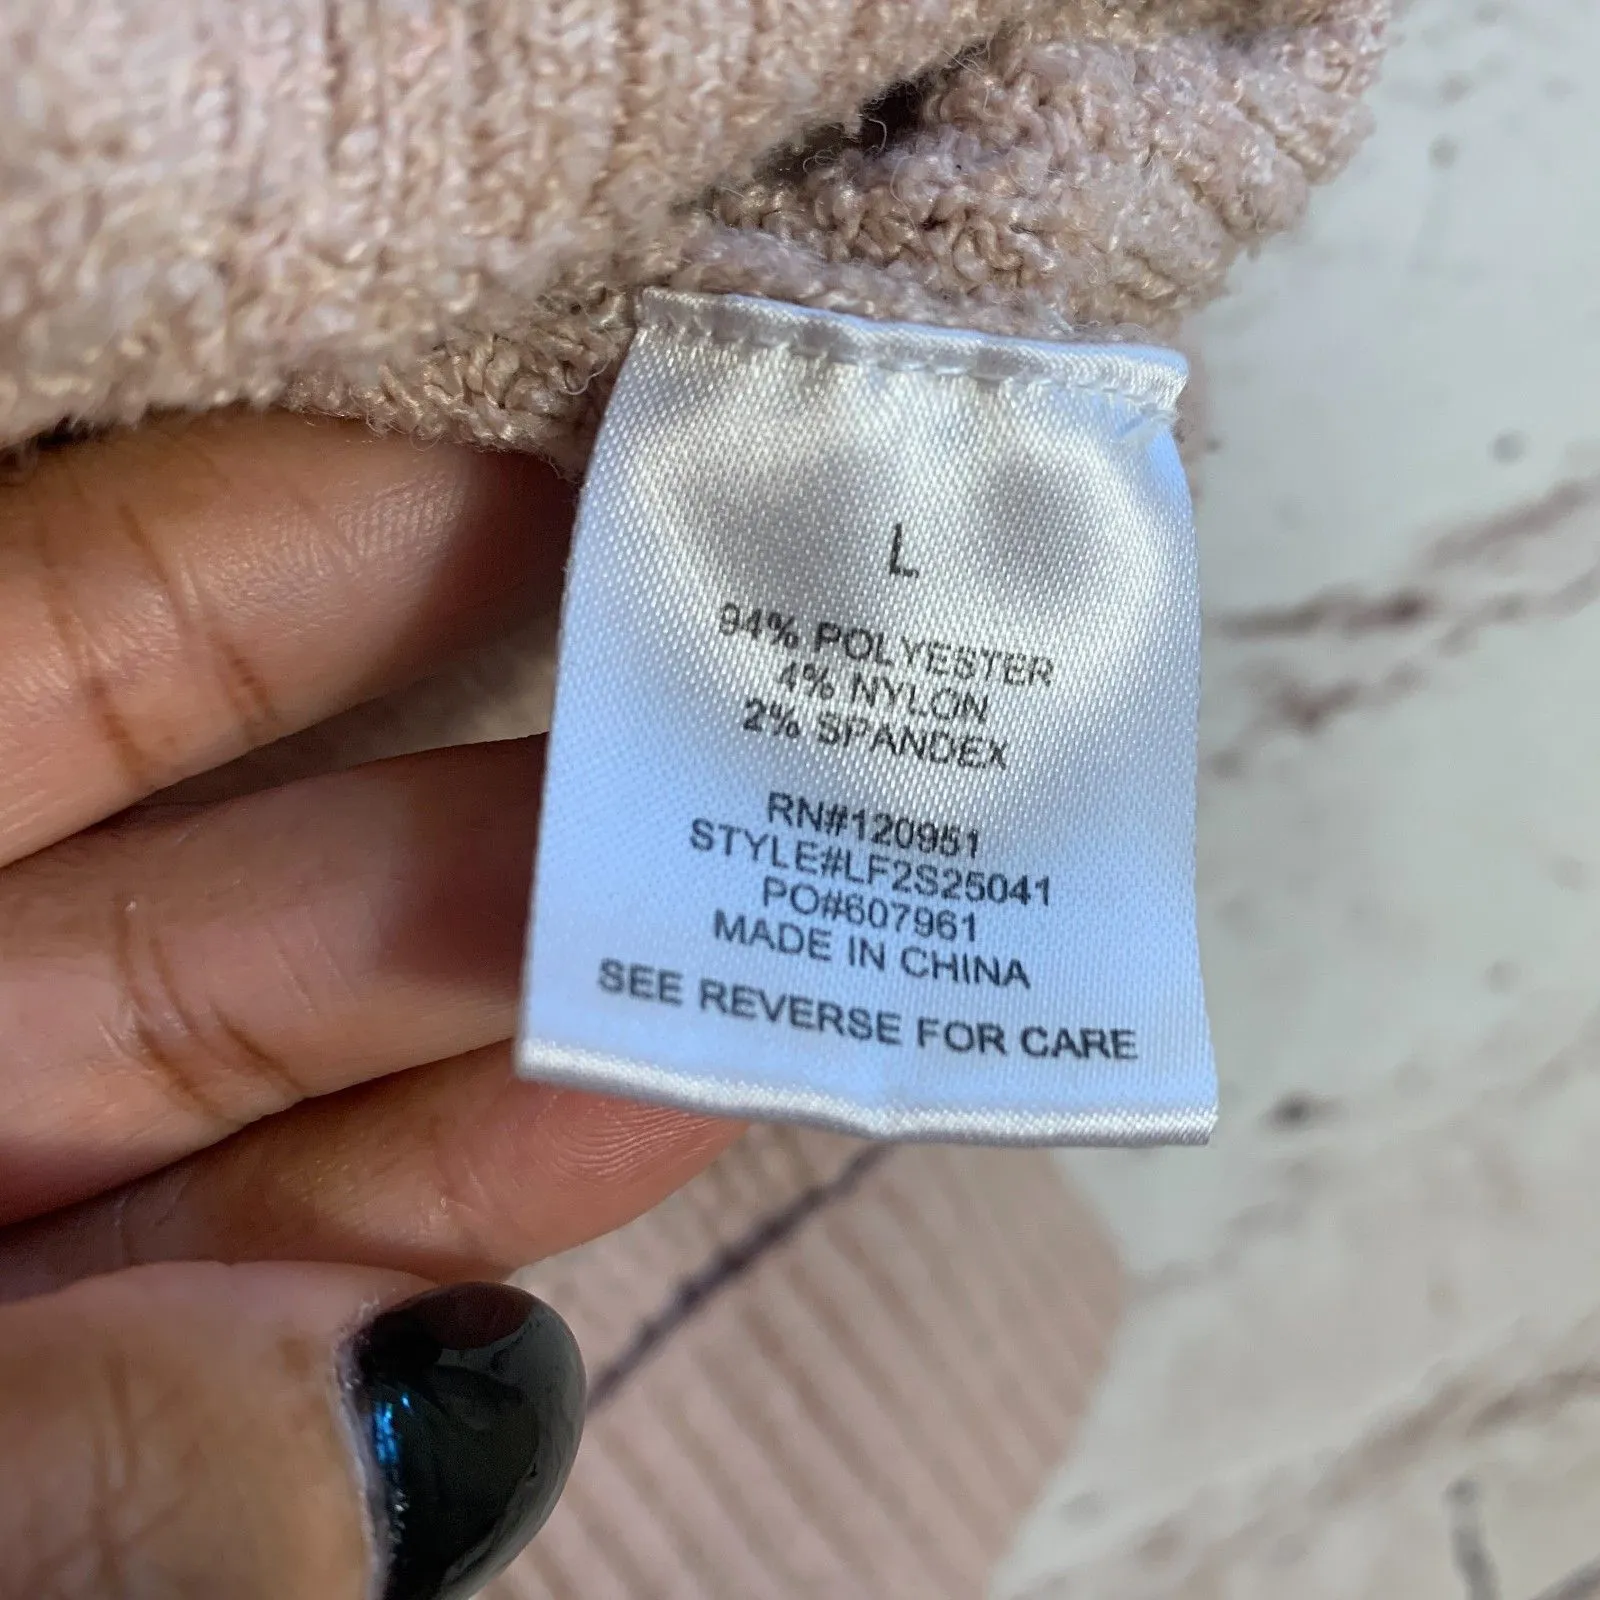 L
94% POLYESTER
4% NYLON
2% SPANDEX
RN#120951
STYLE#LF2S25041
PO#607961
MADE IN CHINA
SEE REVERSE FOR CARE